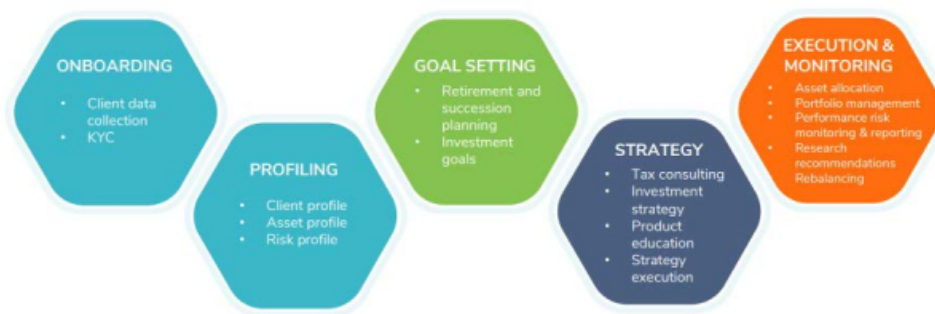 ONBOARDING
• Client data
collection
• KYC
PROFILING
• Client profile
• Asset profile
• Risk profile
GOAL SETTING
• Retirement and
succession
planning
• Investment
goals
STRATEGY
• Tax consulting
• Investment
strategy
• Product
education
• Strategy
execution
EXECUTION &
MONITORING
• Asset allocation
• Portfolio management
• Performance risk
monitoring & reporting
• Research
recommendations
• Rebalancing